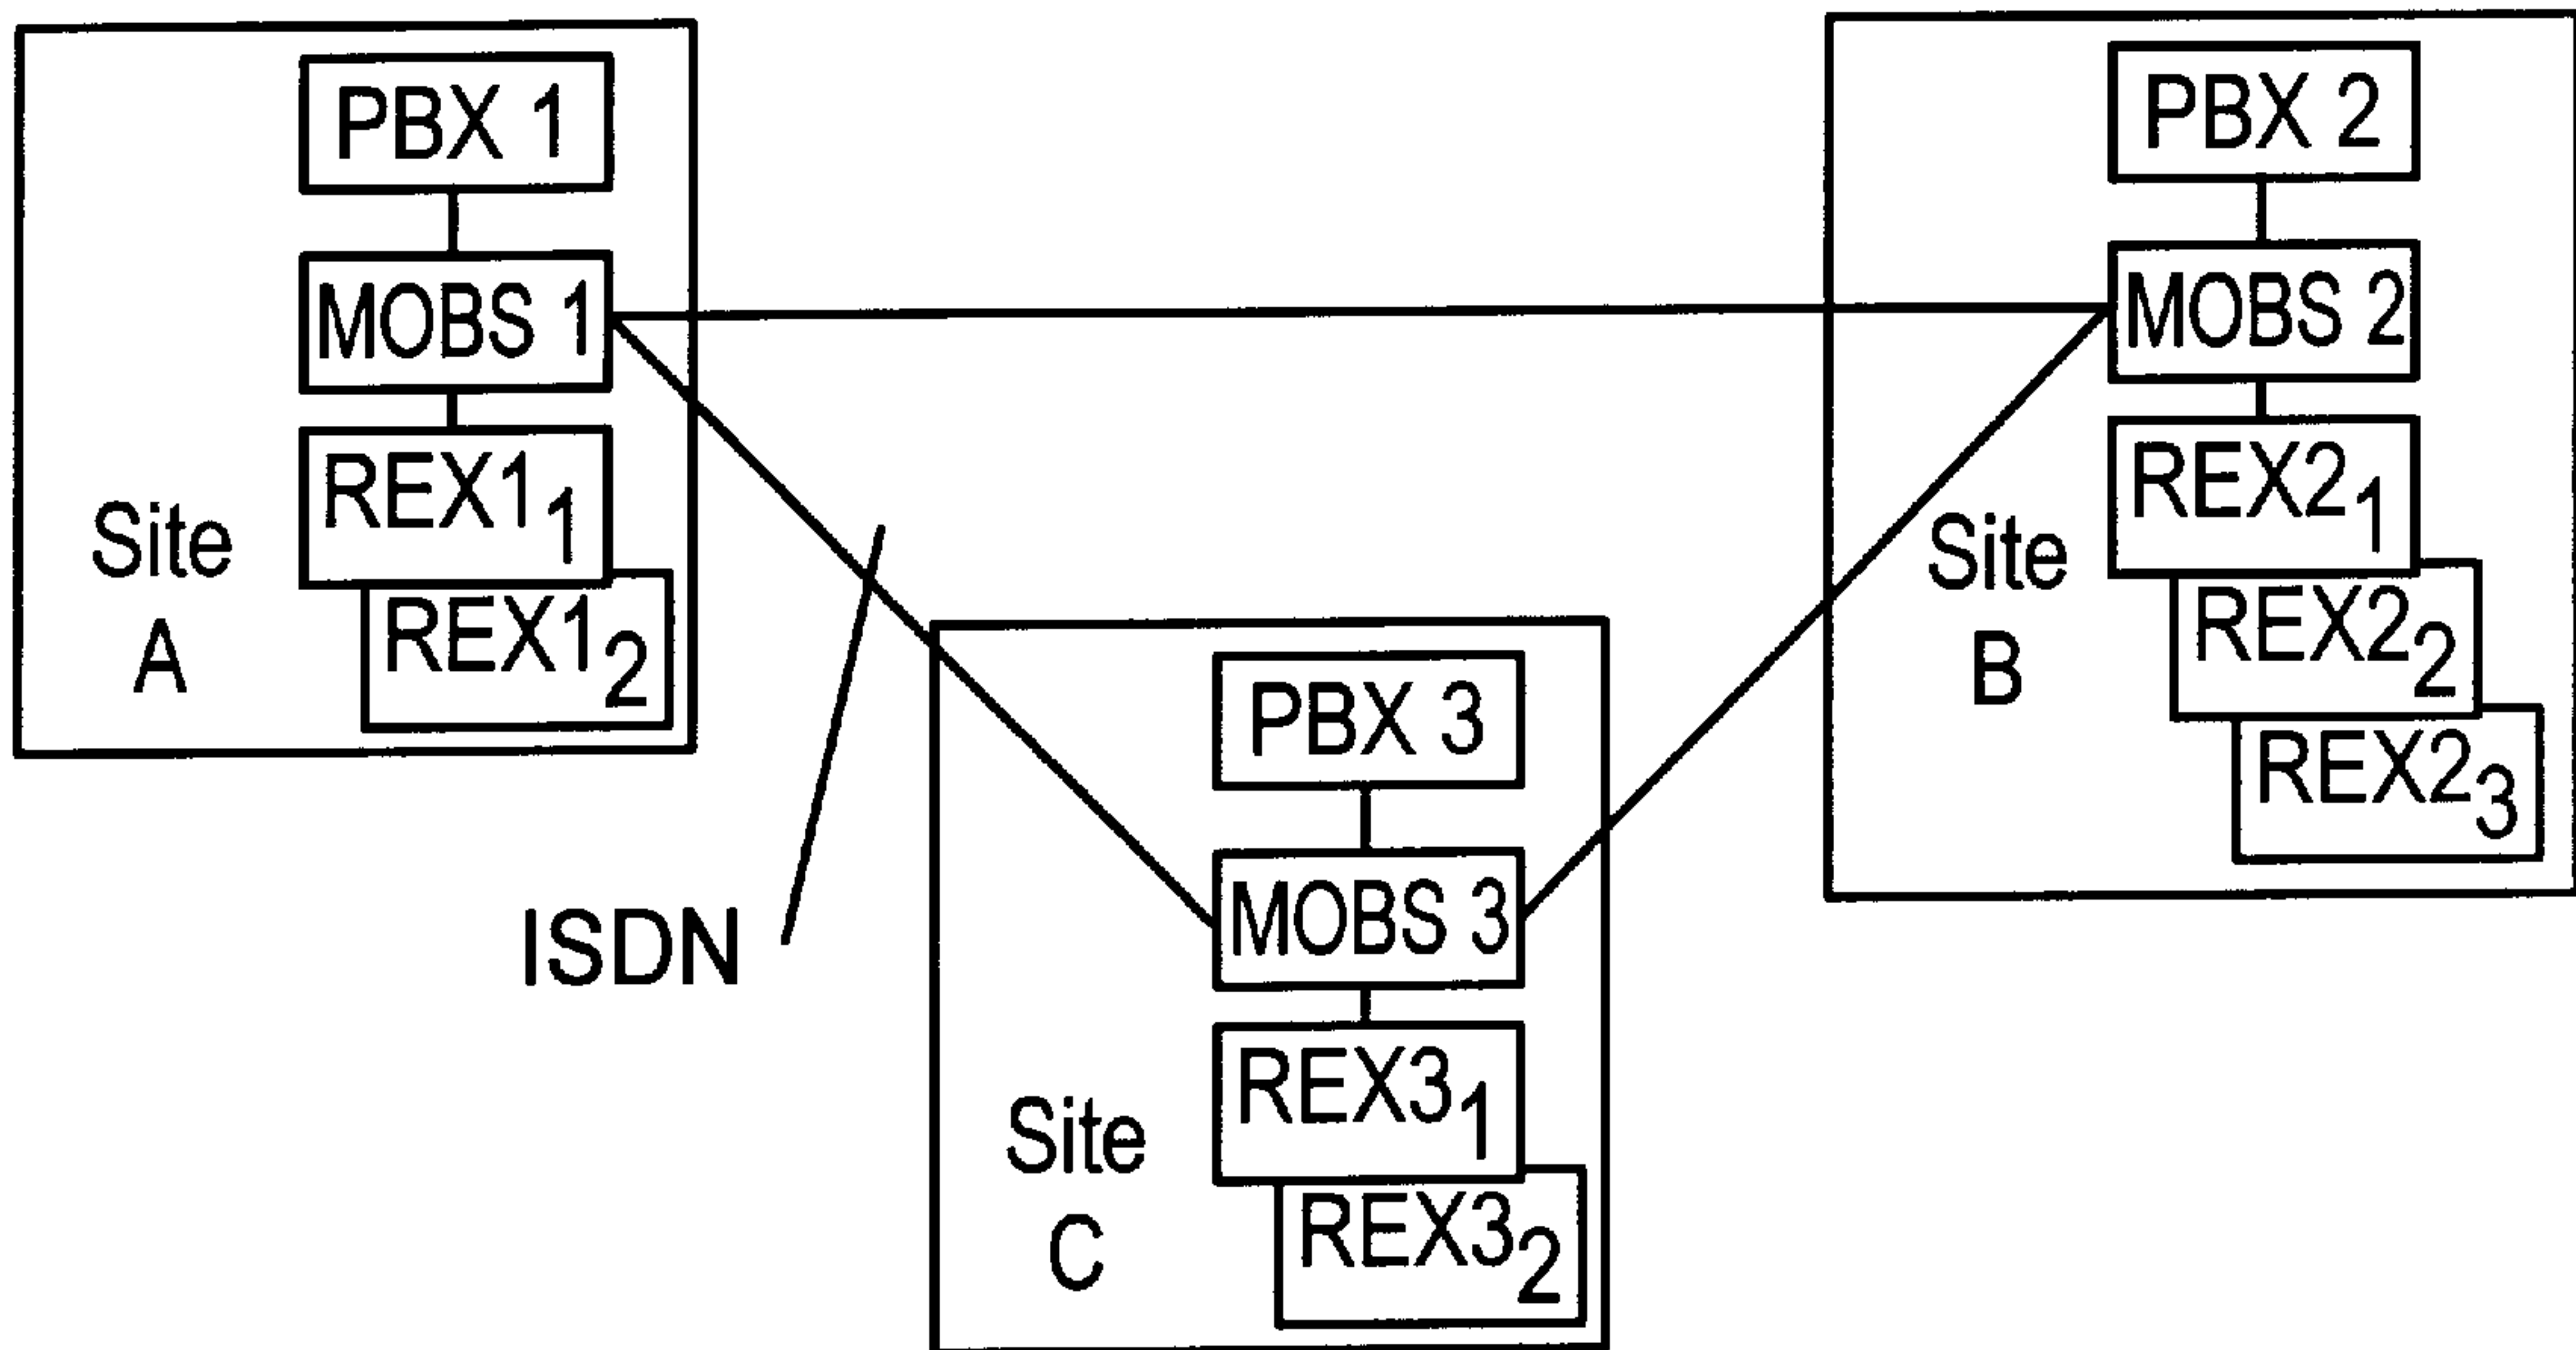 PBX 1
MOBS 1
REX1₁
REX1₂
Site
A
PBX 2
MOBS 2
REX2₁
REX2₂
REX2₃
Site
B
ISDN
PBX 3
MOBS 3
REX3₁
REX3₂
Site
C